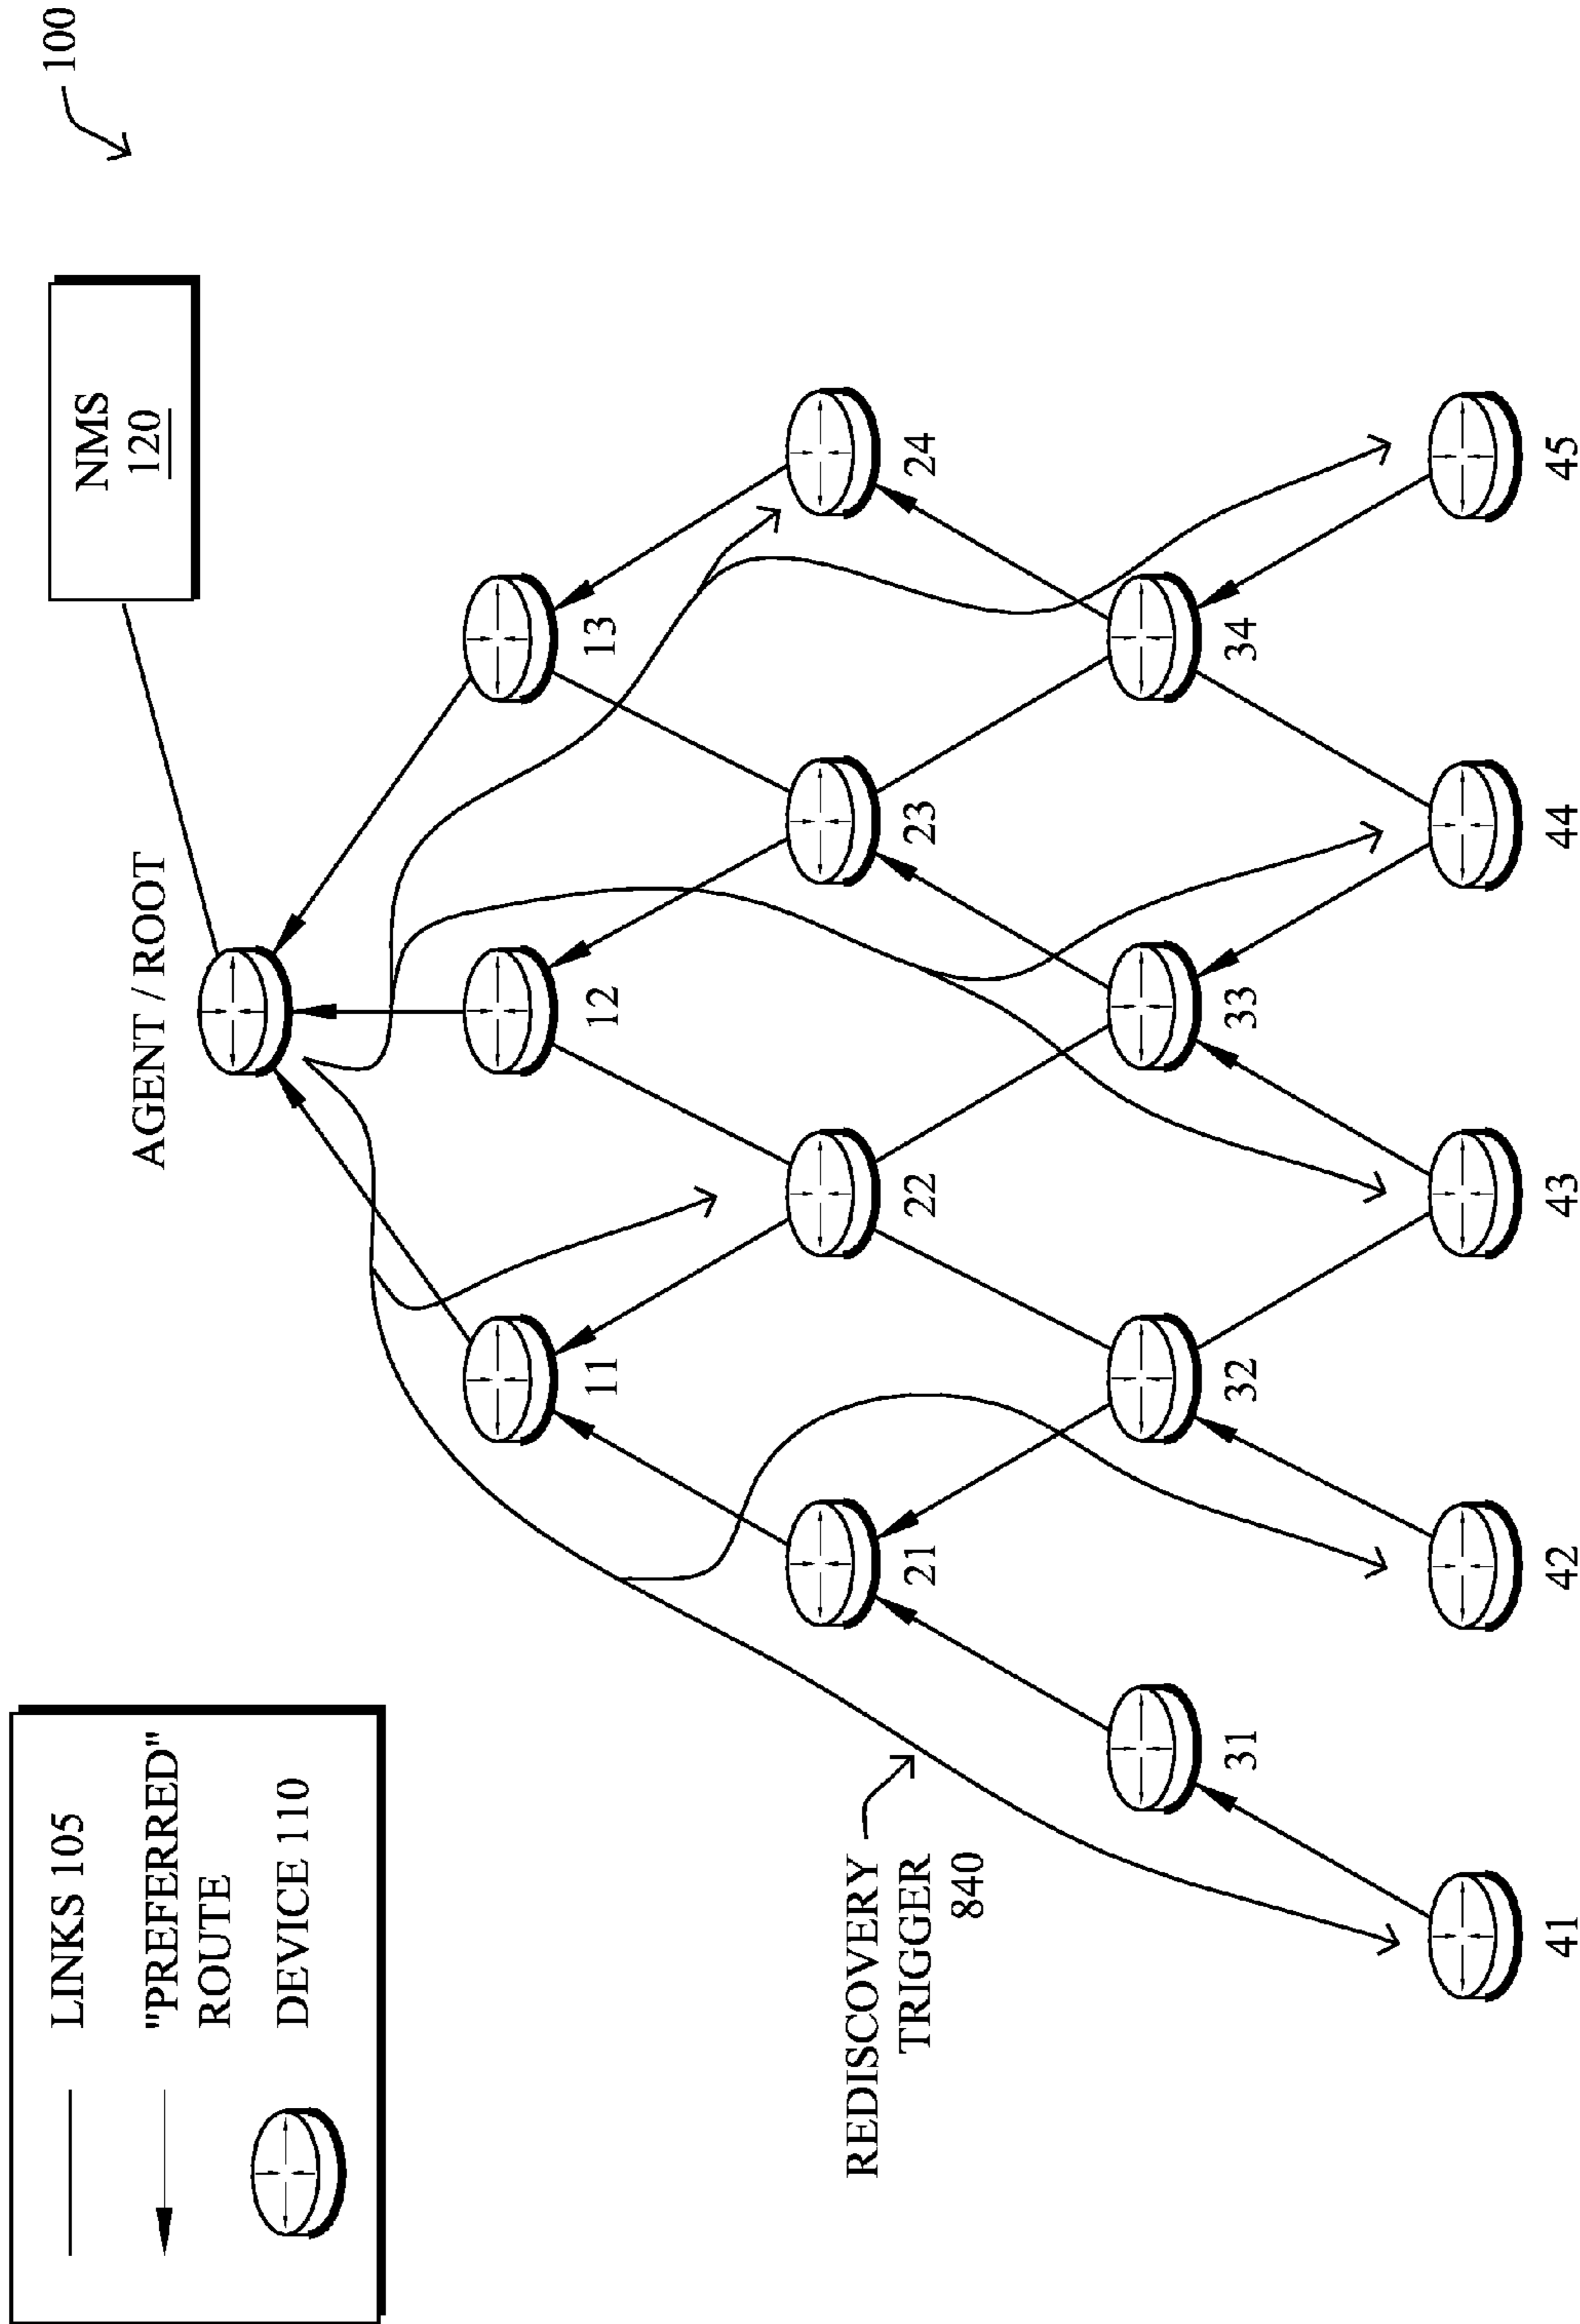 LINKS 105
"PREFERRED"
ROUTE
DEVICE 110
100
NMS
120
AGENT / ROOT
11
12
13
21
22
23
24
REDISCOVERY
TRIGGER
840
31
32
33
34
41
42
43
44
45